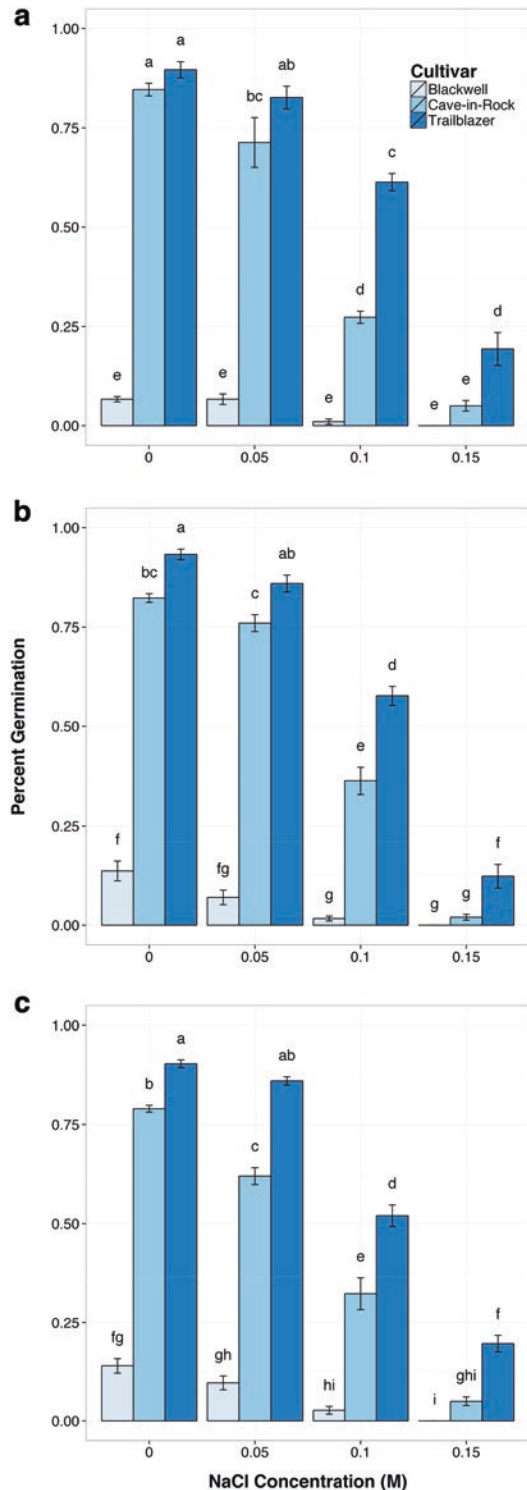 a
1.00
0.75
0.50
0.25
0.00
a a
e
bc ab
e
c
d
e
d
e e
Cultivar
Blackwell
Cave-in-Rock
Trailblazer
0 0.05 0.1 0.15
b
1.00
0.75
0.50
0.25
0.00
a
bc
f
ab
c
fg
d
e
g
f
g g
0 0.05 0.1 0.15
Percent Germination
c
1.00
0.75
0.50
0.25
0.00
a
b
fg
ab
c
gh
d
e
hi
f
ghi
i
0 0.05 0.1 0.15
NaCl Concentration (M)